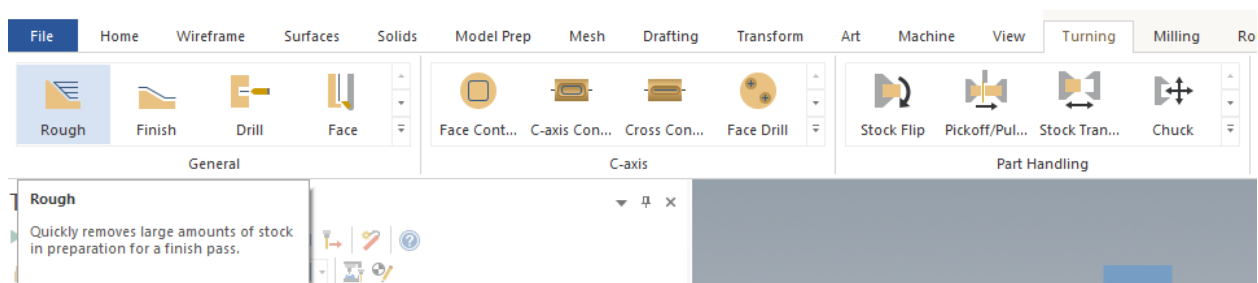 File Home Wireframe Surfaces Solids Model Prep Mesh Drafting Transform Art Machine View Turning Milling Ro
Rough Finish Drill Face Face Cont... C-axis Con... Cross Con... Face Drill Stock Flip Pickoff/Pul... Stock Tran... Chuck
General C-axis Part Handling
T
Rough
Quickly removes large amounts of stock
in preparation for a finish pass.